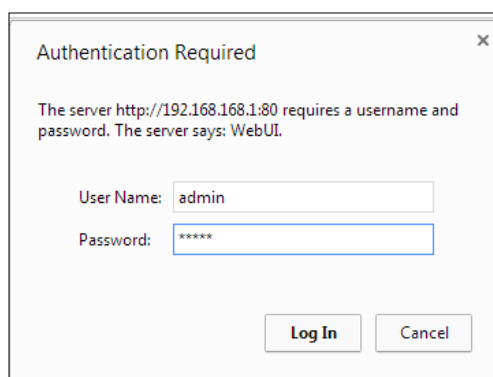 Authentication Required
×
The server http://192.168.168.1:80 requires a username and
password. The server says: WebUI.
User Name: admin
Password: *****
Log In Cancel